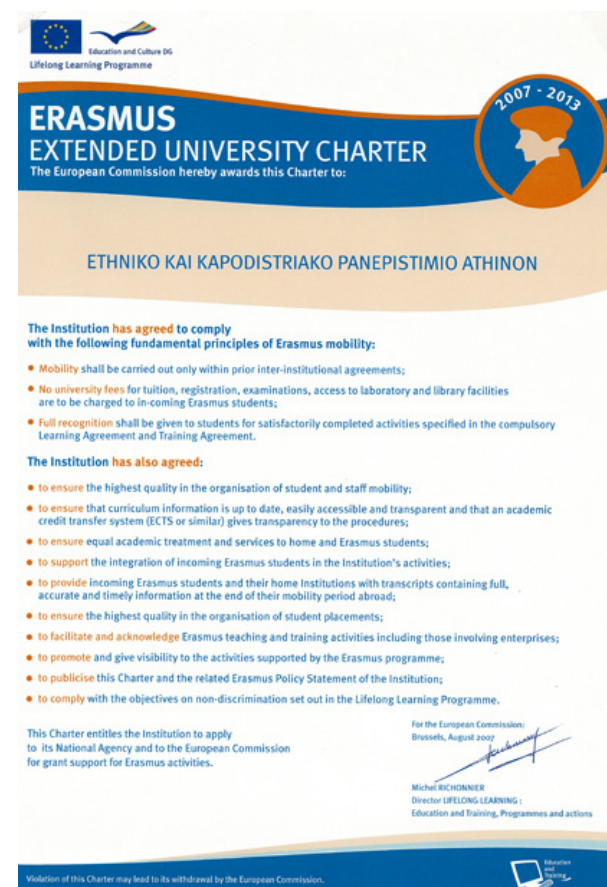 Education and Culture DG
Lifelong Learning Programme
2007 - 2013
ERASMUS
EXTENDED UNIVERSITY CHARTER
The European Commission hereby awards this Charter to:
ETHNIKO KAI KAPODISTRIAKO PANEPISTIMIO ATHINON
The Institution has agreed to comply
with the following fundamental principles of Erasmus mobility:
• Mobility shall be carried out only within prior inter-institutional agreements;
• No university fees for tuition, registration, examinations, access to laboratory and library facilities
are to be charged to in-coming Erasmus students;
• Full recognition shall be given to students for satisfactorily completed activities specified in the compulsory
Learning Agreement and Training Agreement.
The Institution has also agreed:
• to ensure the highest quality in the organisation of student and staff mobility;
• to ensure that curriculum information is up to date, easily accessible and transparent and that an academic
credit transfer system (ECTS or similar) gives transparency to the procedures;
• to ensure equal academic treatment and services to home and Erasmus students;
• to support the integration of incoming Erasmus students in the Institution's activities;
• to provide incoming Erasmus students and their home Institutions with transcripts containing full,
accurate and timely information at the end of their mobility period abroad;
• to ensure the highest quality in the organisation of student placements;
• to facilitate and acknowledge Erasmus teaching and training activities including those involving enterprises;
• to promote and give visibility to the activities supported by the Erasmus programme;
• to publicise this Charter and the related Erasmus Policy Statement of the Institution;
• to comply with the objectives on non-discrimination set out in the Lifelong Learning Programme.
This Charter entitles the Institution to apply
to its National Agency and to the European Commission
for grant support for Erasmus activities.
For the European Commission:
Brussels, August 2007
Michel RICHONNIER
Director LIFELONG LEARNING :
Education and Training, Programmes and actions
Violation of this Charter may lead to its withdrawal by the European Commission.
Education
and
Training